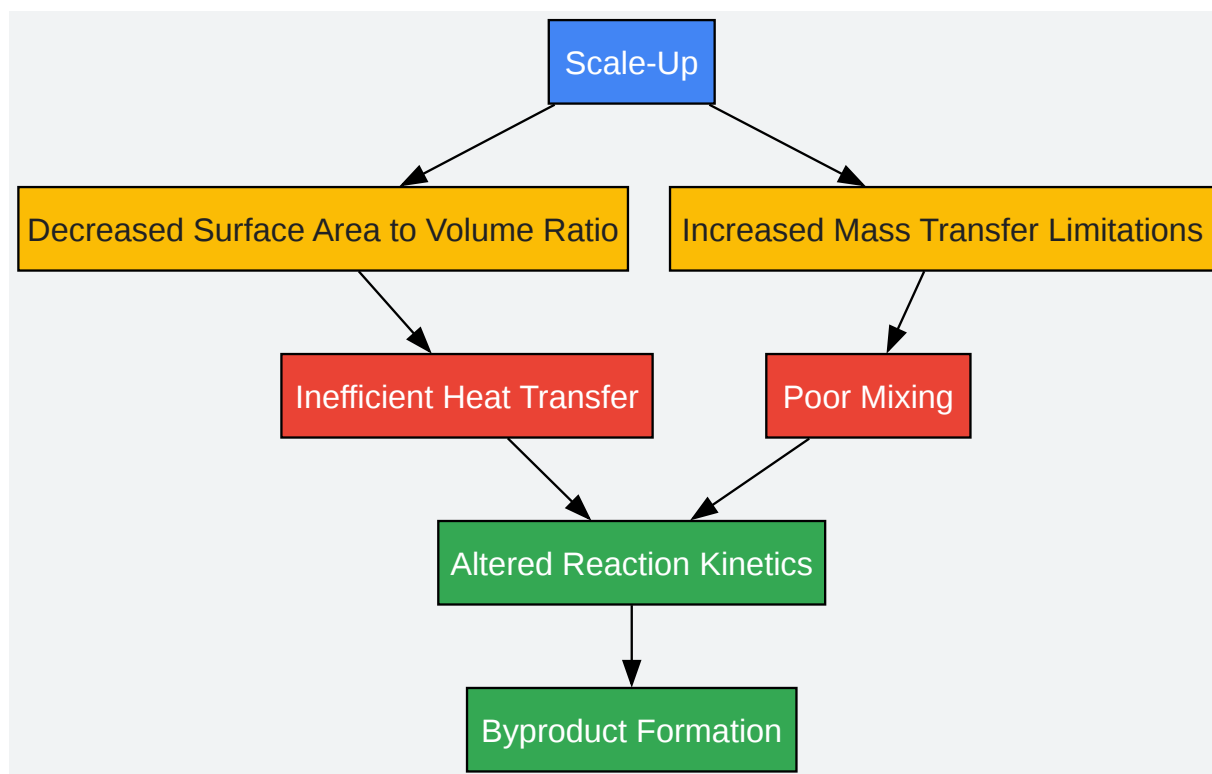 Scale-Up
Decreased Surface Area to Volume Ratio
Increased Mass Transfer Limitations
Inefficient Heat Transfer
Poor Mixing
Altered Reaction Kinetics
Byproduct Formation